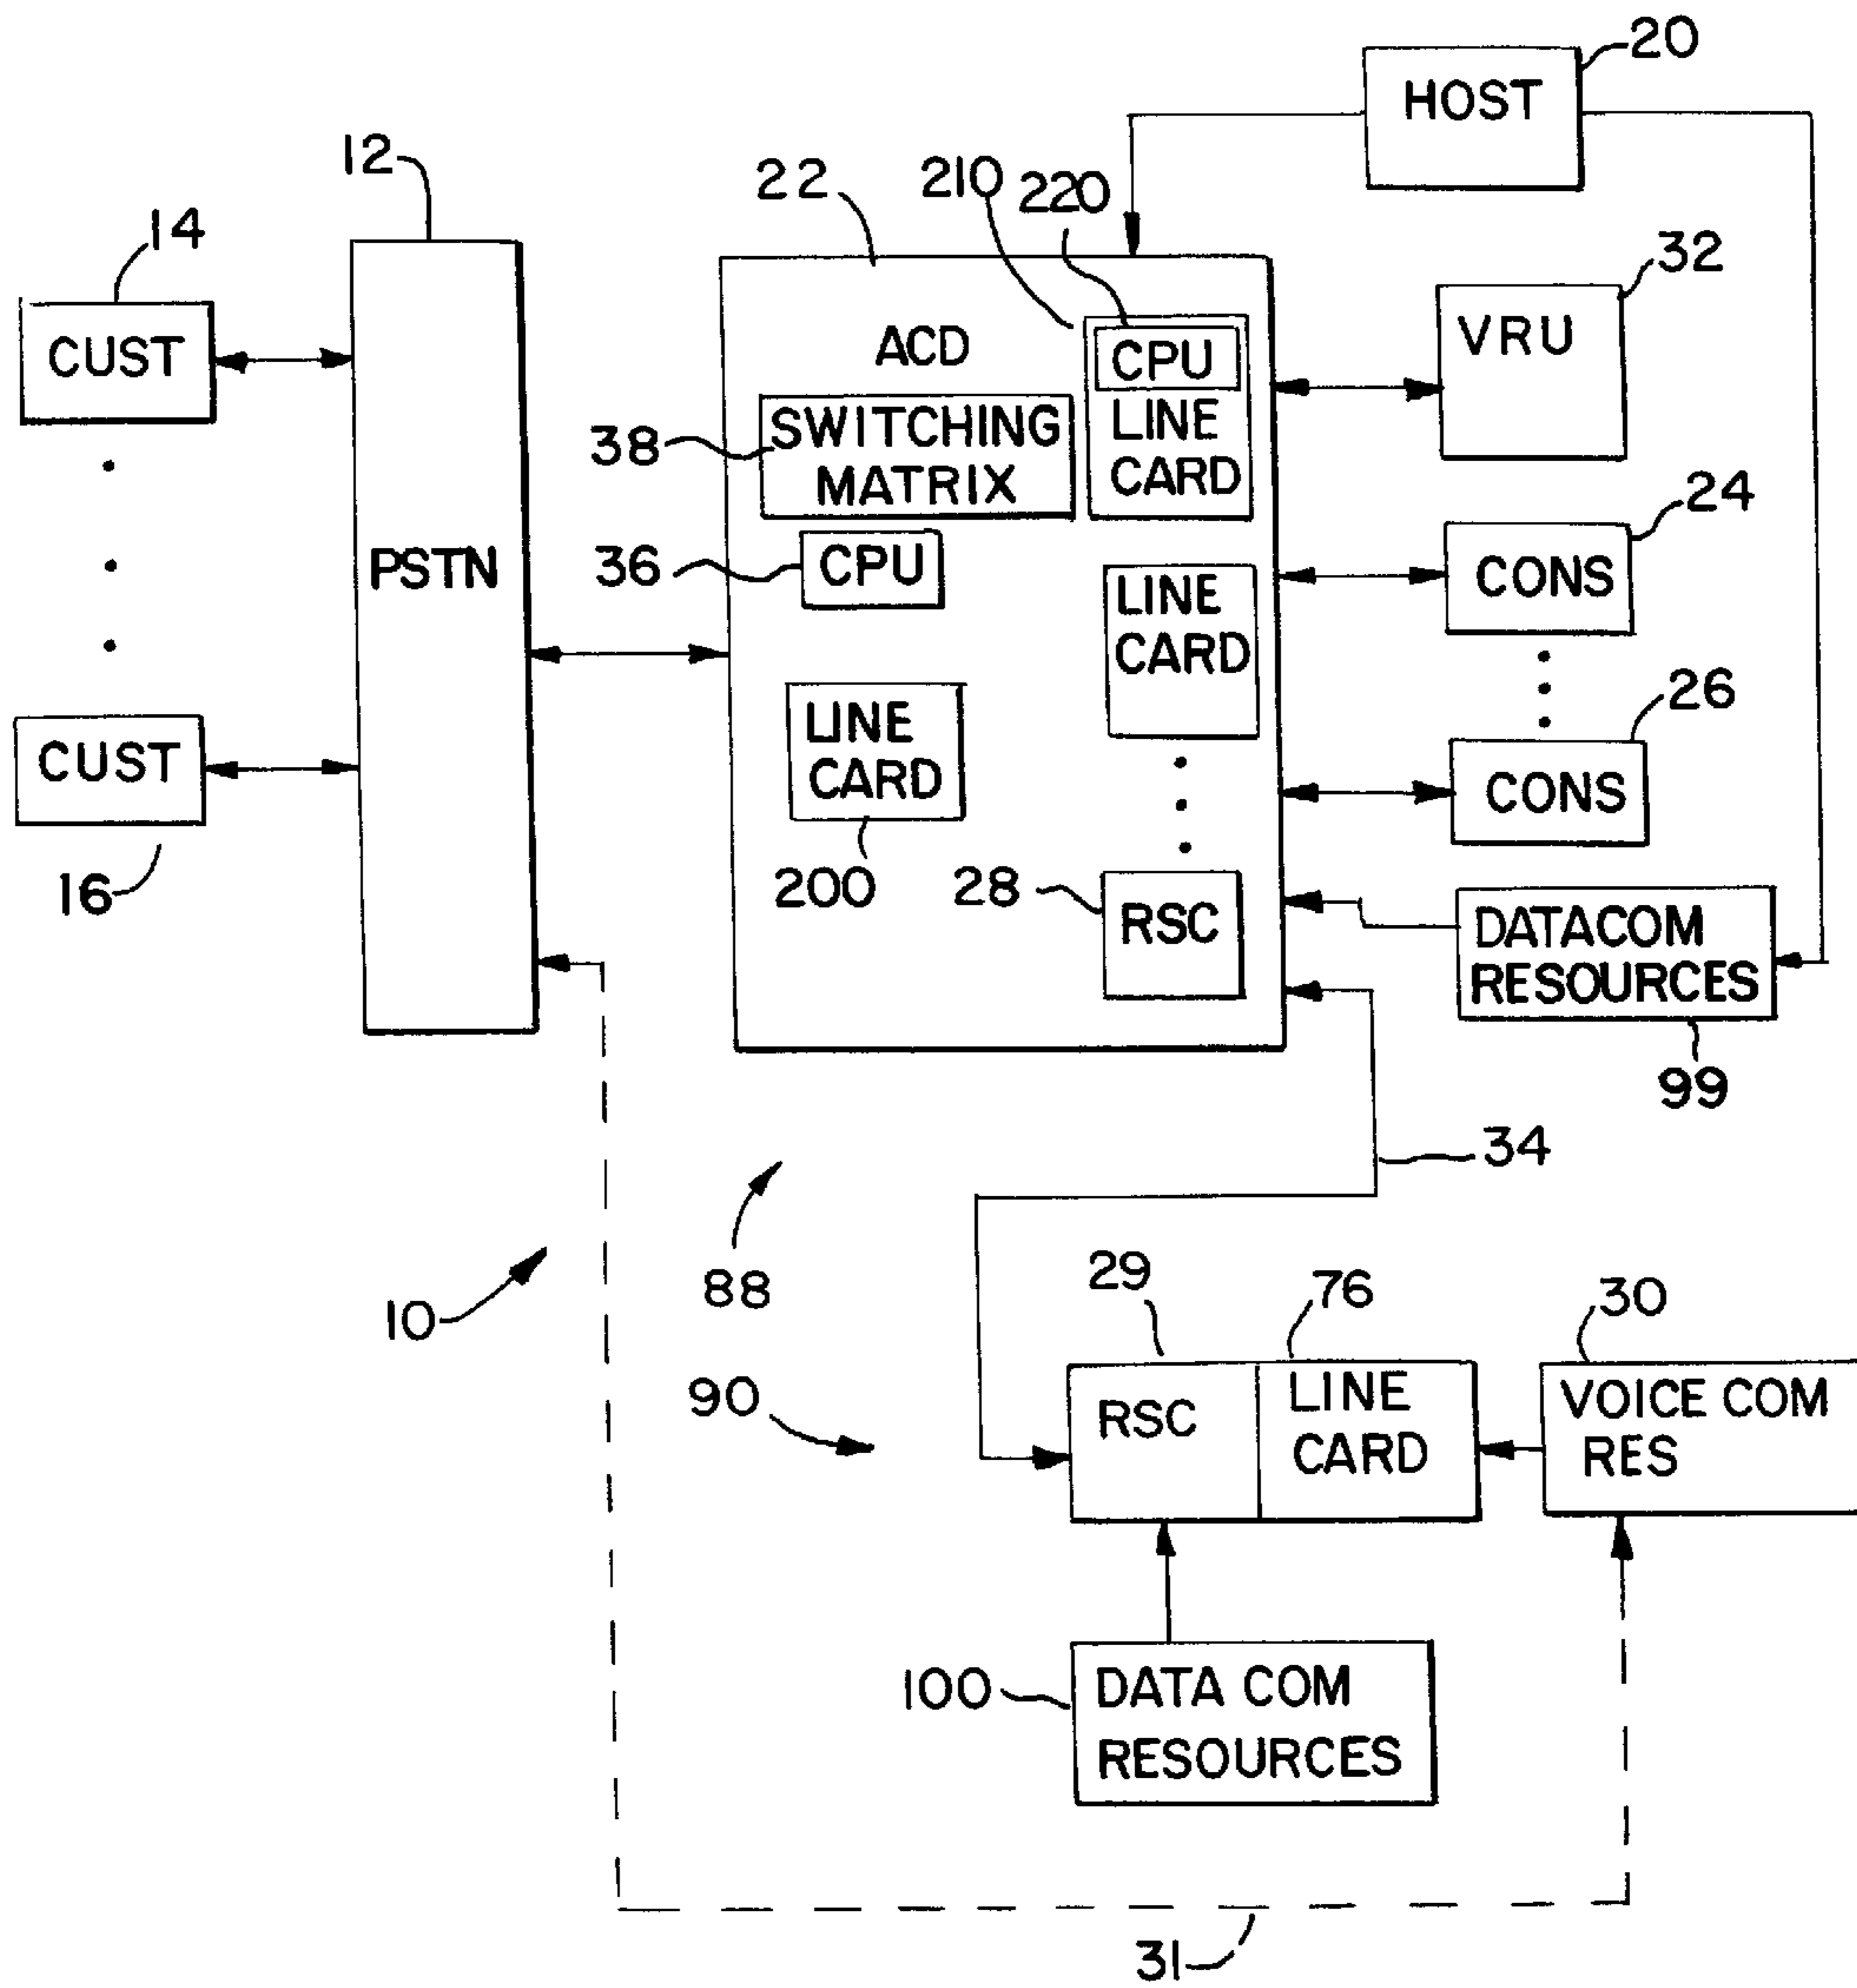 20
HOST
12
22
210
220
14
32
CUST
ACD
CPU
VRU
38
SWITCHING
MATRIX
LINE
CARD
24
36
CPU
PSTN
LINE
CARD
CONS
26
CUST
LINE
CARD
CONS
16
200
28
RSC
DATACOM
RESOURCES
99
34
88
10
29
76
30
90
RSC
LINE
CARD
VOICE COM
RES
100
DATA COM
RESOURCES
31